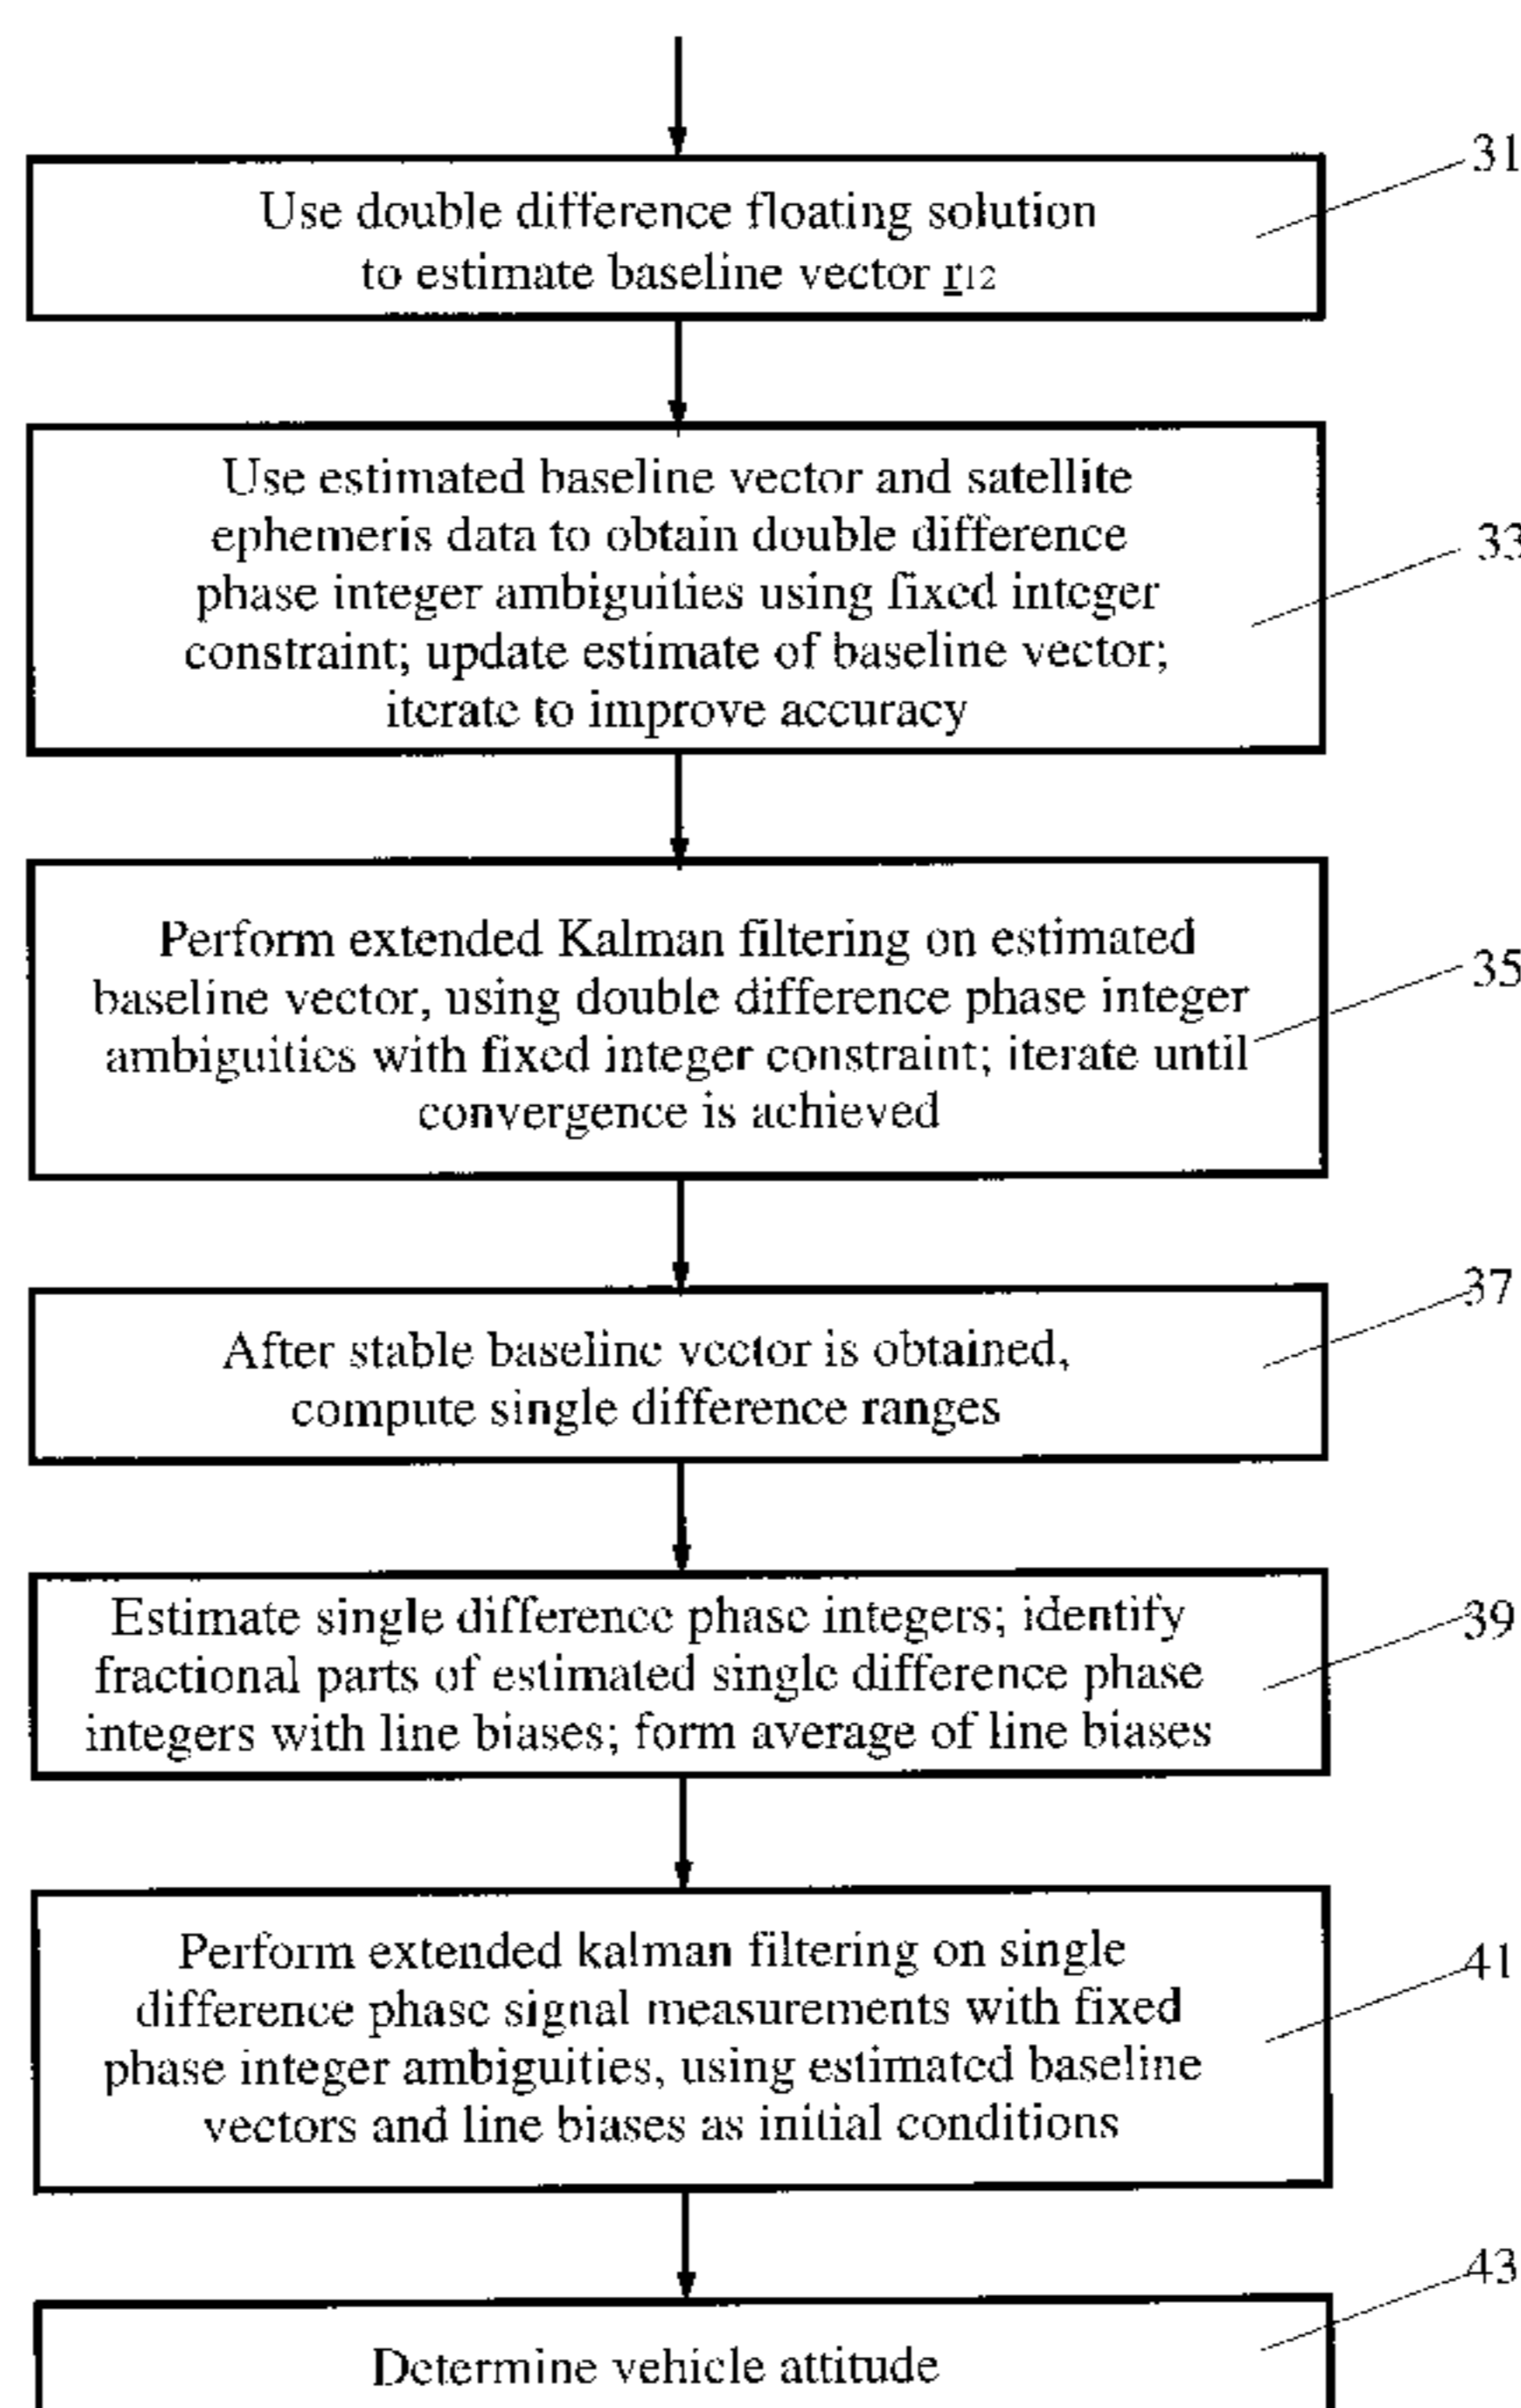 31
Use double difference floating solution
to estimate baseline vector r12
Use estimated baseline vector and satellite
ephemeris data to obtain double difference
33
phase integer ambiguities using fixed integer
constraint; update estimate of baseline vector;
iterate to improve accuracy
Perform extended Kalman filtering on estimated
35
baseline vector, using double difference phase integer
ambiguities with fixed integer constraint; iterate until
convergence is achieved
37
After stable baseline vector is obtained,
compute single difference ranges
Estimate single difference phase integers; identify
39
fractional parts of estimated single difference phase
integers with line biases; form average of line biases
Perform extended kalman filtering on single
41
difference phase signal measurements with fixed
phase integer ambiguities, using estimated baseline
vectors and line biases as initial conditions
43
Determine vehicle attitude